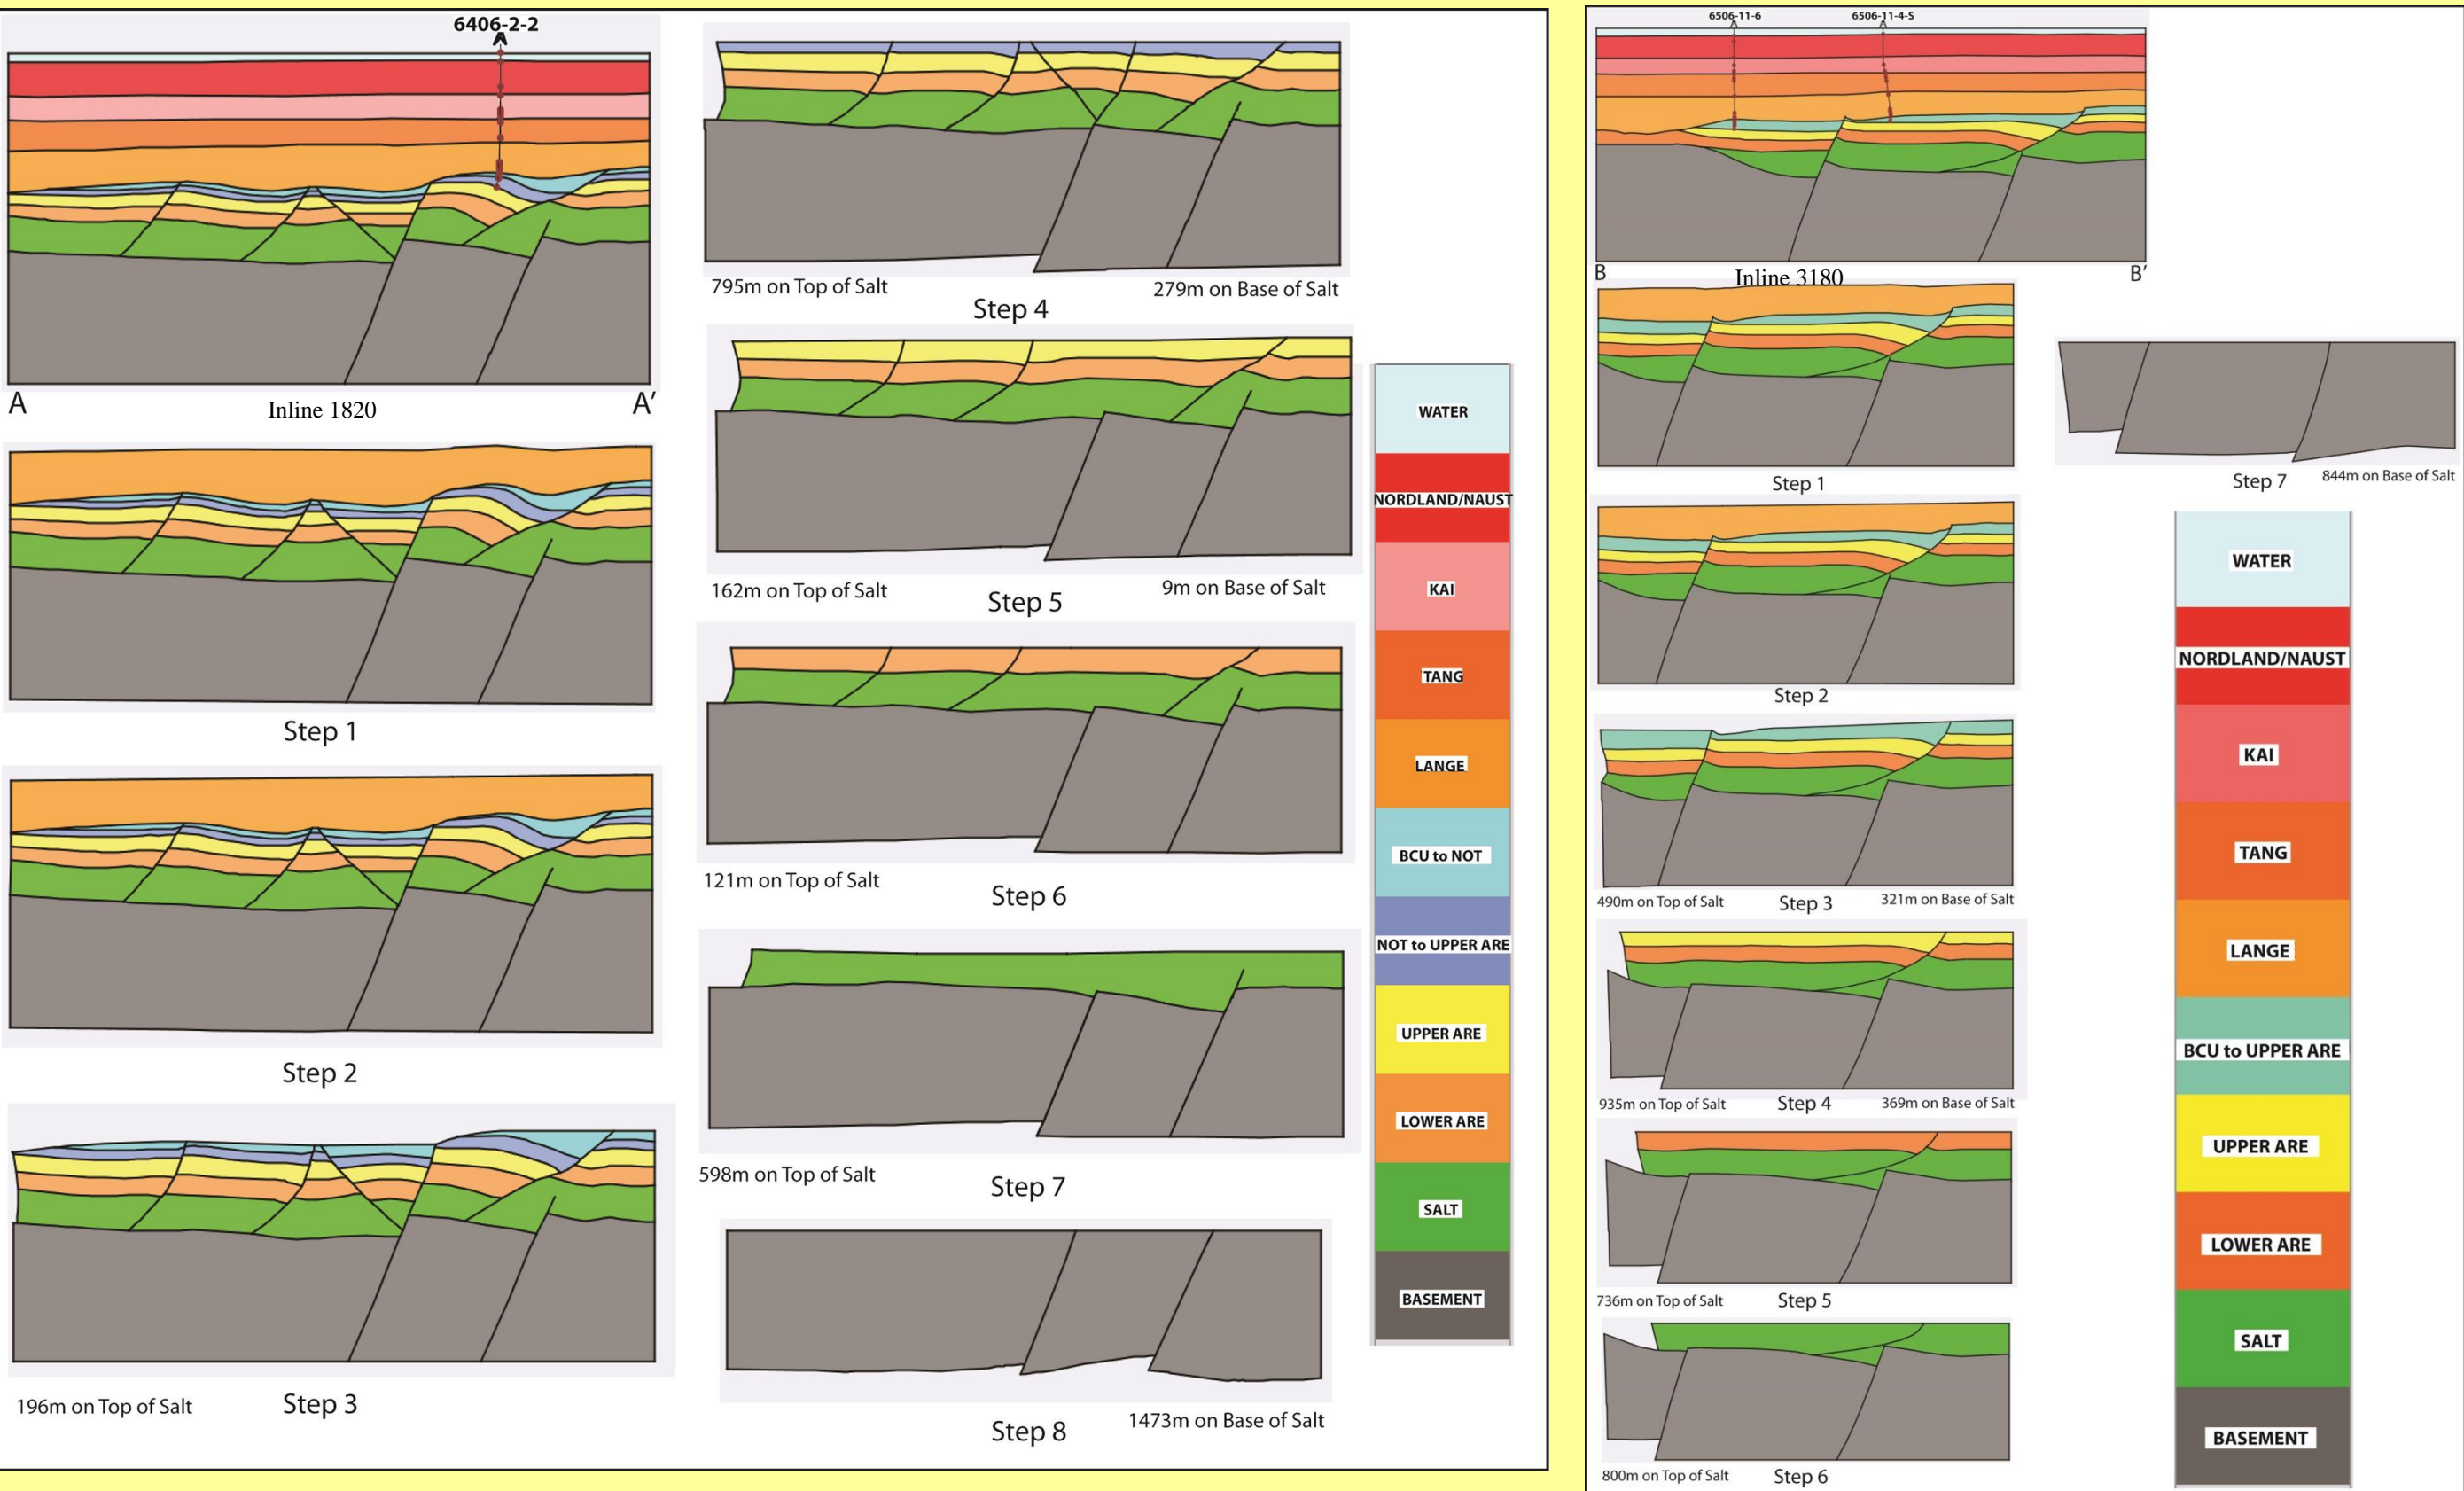 6406-2-2
A
A'
Inline 1820
Step 1
Step 2
196m on Top of Salt
Step 3
795m on Top of Salt
279m on Base of Salt
Step 4
162m on Top of Salt
9m on Base of Salt
Step 5
121m on Top of Salt
Step 6
598m on Top of Salt
Step 7
1473m on Base of Salt
Step 8
WATER
NORDLAND/NAUST
KAI
TANG
LANGE
BCU to NOT
NOT to UPPER ARE
UPPER ARE
LOWER ARE
SALT
BASEMENT
6506-11-6
6506-11-4-S
B
B'
Inline 3180
Step 1
Step 2
490m on Top of Salt
Step 3
321m on Base of Salt
935m on Top of Salt
Step 4
369m on Base of Salt
736m on Top of Salt
Step 5
800m on Top of Salt
Step 6
Step 7
844m on Base of Salt
WATER
NORDLAND/NAUST
KAI
TANG
LANGE
BCU to UPPER ARE
UPPER ARE
LOWER ARE
SALT
BASEMENT